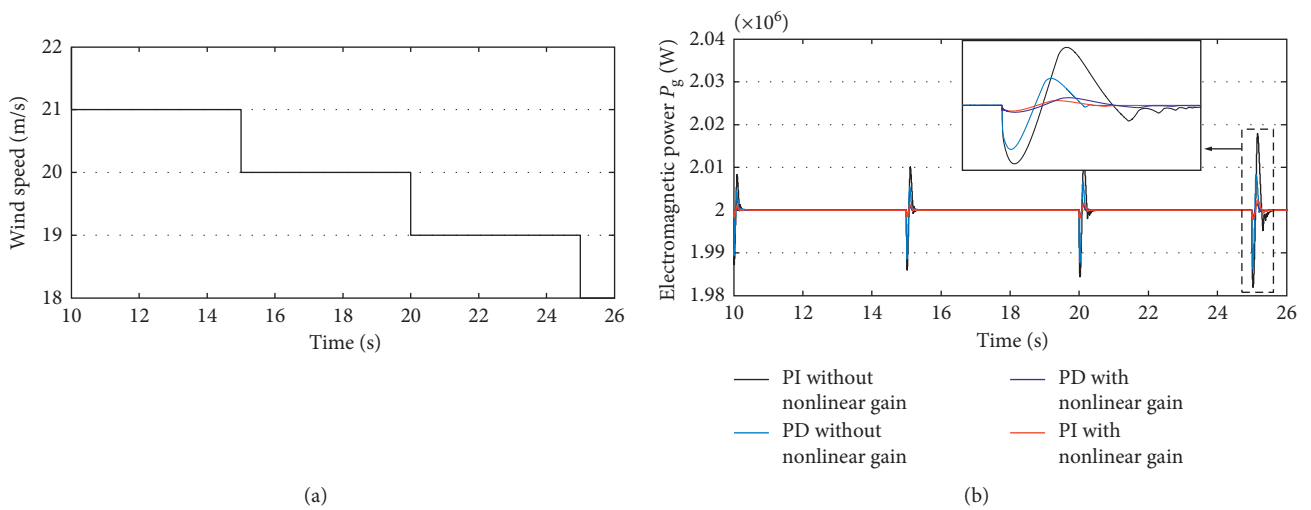 22
21
20
19
18
Wind speed (m/s)
10 12 14 16 18 20 22 24 26
Time (s)
(a)
(×10⁶)
2.04
2.03
2.02
2.01
2
1.99
1.98
Electromagnetic power Pg (W)
10 12 14 16 18 20 22 24 26
Time (s)
PI without
nonlinear gain
PD without
nonlinear gain
PD with
nonlinear gain
PI with
nonlinear gain
(b)